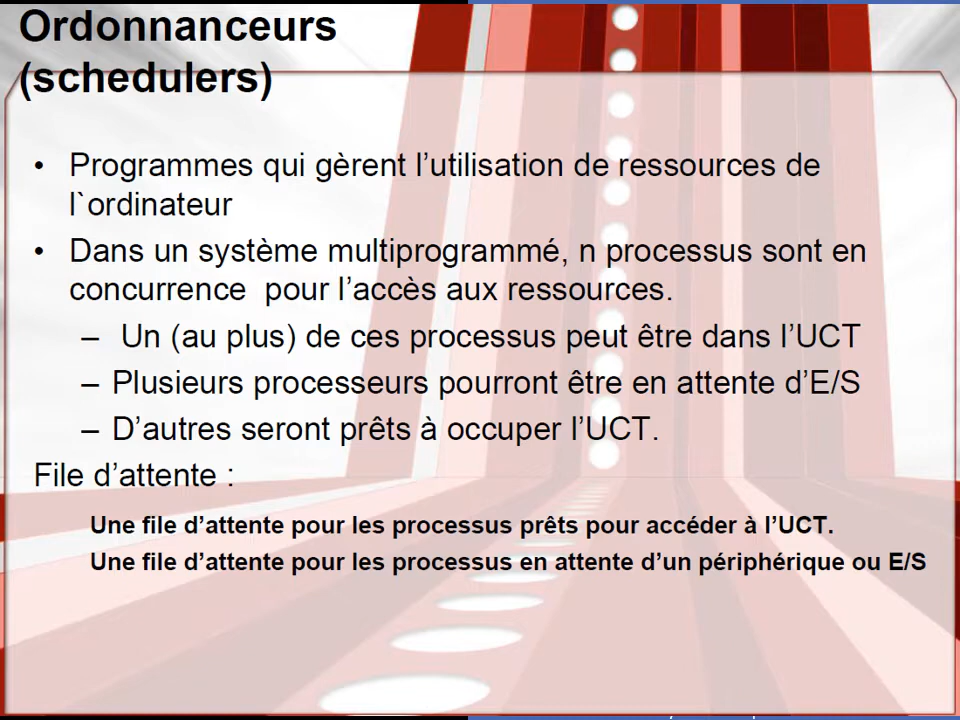 Ordonnanceurs
(schedulers)
• Programmes qui gèrent l’utilisation de ressources de
l`ordinateur
• Dans un système multiprogrammé, n processus sont en
concurrence pour l’accès aux ressources.
– Un (au plus) de ces processus peut être dans l’UCT
– Plusieurs processeurs pourront être en attente d’E/S
– D’autres seront prêts à occuper l’UCT.
File d’attente :
Une file d’attente pour les processus prêts pour accéder à l’UCT.
Une file d’attente pour les processus en attente d’un périphérique ou E/S